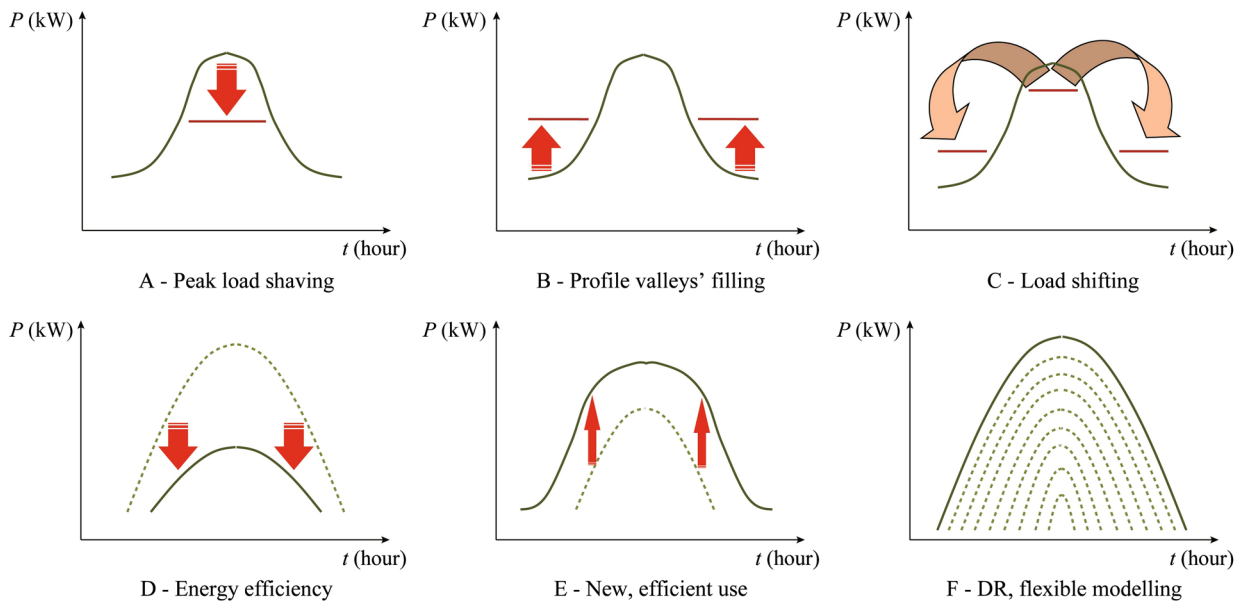 P (kW)
t (hour)
A - Peak load shaving
P (kW)
t (hour)
B - Profile valleys’ filling
P (kW)
t (hour)
C - Load shifting
P (kW)
t (hour)
D - Energy efficiency
P (kW)
t (hour)
E - New, efficient use
P (kW)
t (hour)
F - DR, flexible modelling